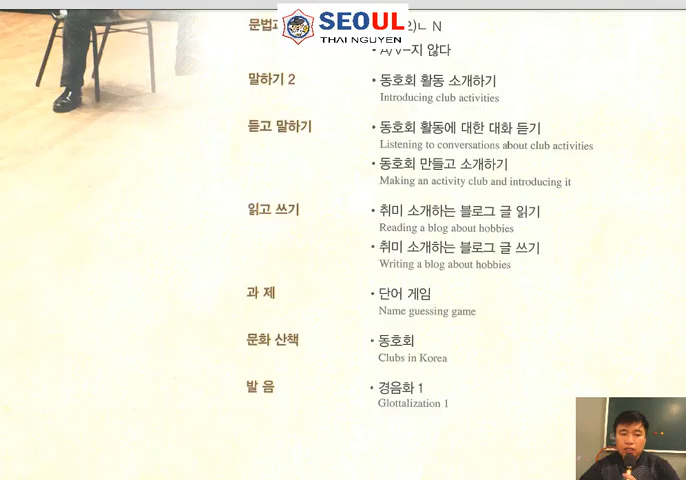 SEOUL
THAI NGUYEN
2)ㄴ N
• A/V-지 않다
말하기 2
• 동호회 활동 소개하기
Introducing club activities
듣고 말하기
• 동호회 활동에 대한 대화 듣기
Listening to conversations about club activities
• 동호회 만들고 소개하기
Making an activity club and introducing it
읽고 쓰기
• 취미 소개하는 블로그 글 읽기
Reading a blog about hobbies
• 취미 소개하는 블로그 글 쓰기
Writing a blog about hobbies
과 제
• 단어 게임
Name guessing game
문화 산책
• 동호회
Clubs in Korea
발 음
• 경음화 1
Glottalization 1